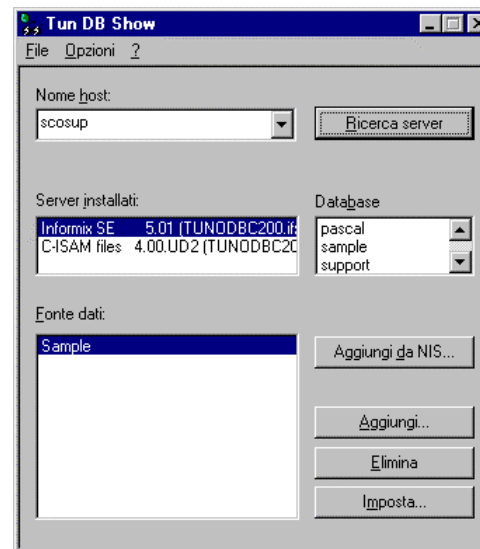 Tun DB Show
File Opzioni ?
Nome host:
scosup
Ricerca server
Server installati:
Database
Informix SE 5.01 (TUNODBC200.if
C-ISAM files 4.00.UD2 (TUNODBC20
pascal
sample
support
Fonte dati:
Sample
Aggiungi da NIS...
Aggiungi...
Elimina
Imposta...